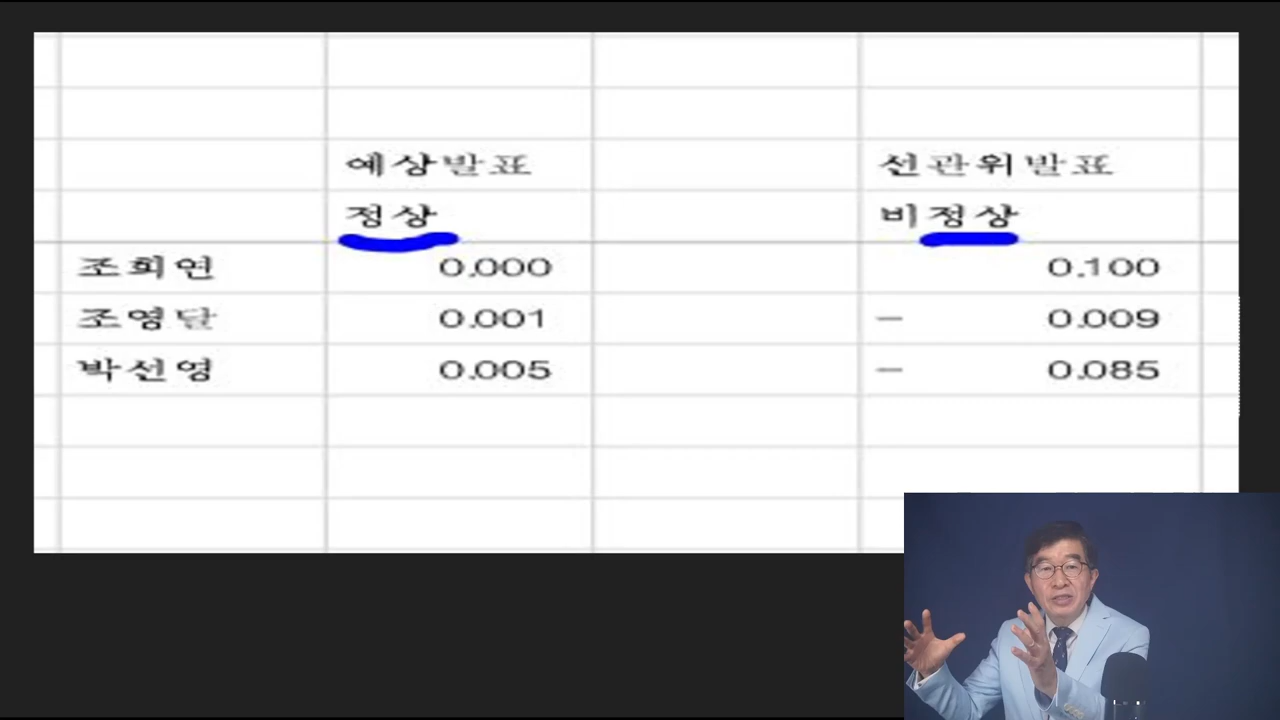 예상발표 선관위발표
정상 비정상
조희연 0.000 0.100
조영달 0.001 - 0.009
박선영 0.005 - 0.085